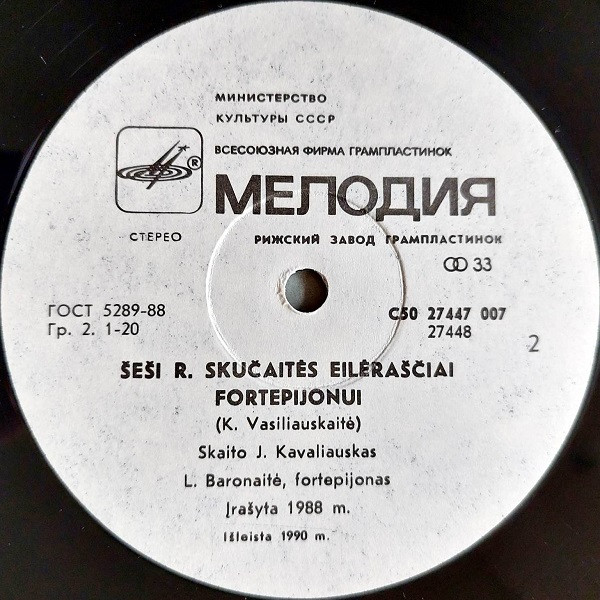 МИНИСТЕРСТВО
КУЛЬТУРЫ СССР
ВСЕСОЮЗНАЯ ФИРМА ГРАМПЛАСТИНОК
®
МЕЛОДИЯ
СТЕРЕО
РИЖСКИЙ ЗАВОД ГРАМПЛАСТИНОК
33
ГОСТ 5289-88
Гр. 2. 1-20
С50 27447 007
27448
2
ŠEŠI R. SKUČAITĖS EILĖRAŠČIAI
FORTEPIJONUI
(K. Vasiliauskaitė)
Skaito J. Kavaliauskas
L. Baronaitė, fortepijonas
Įrašyta 1988 m.
Išleista 1990 m.